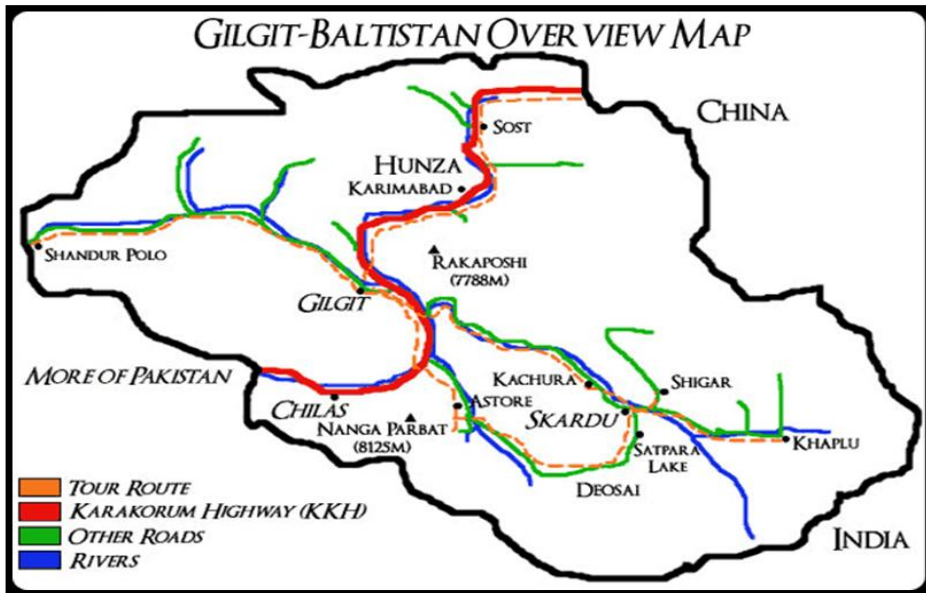 GILGIT-BALTISTAN OVERVIEW MAP
CHINA
SOST
HUNZA
KARIMABAD
SHANDUR POLO
RAKAPOSHI
(7788M)
GILGIT
MORE OF PAKISTAN
CHILAS
KACHURA
SHIGAR
ASTORE
SKARDU
NANGA PARBAT
(8125M)
SATPARA
LAKE
KHAPLU
DEOSAI
INDIA
TOUR ROUTE
KARAKORUM HIGHWAY (KKH)
OTHER ROADS
RIVERS